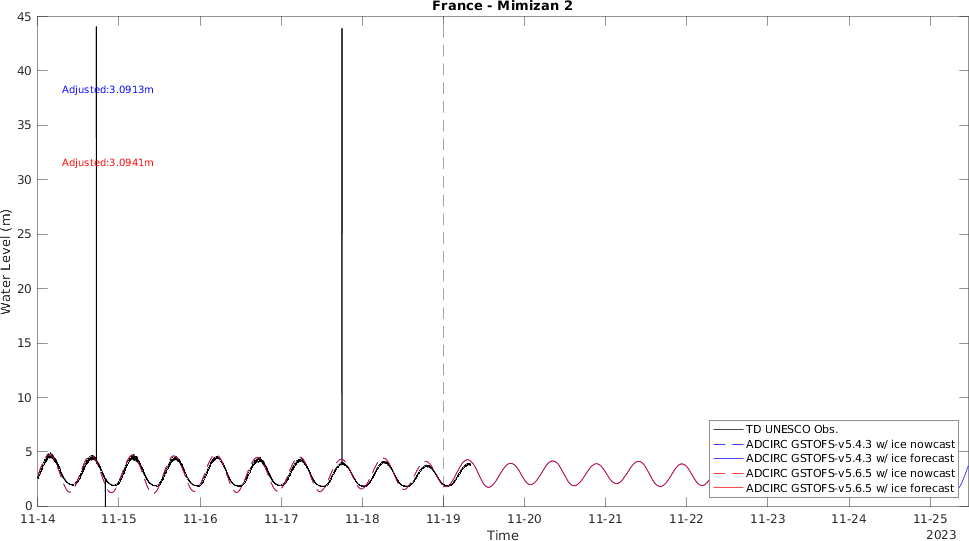 France - Mimizan 2
45
40
35
30
25
20
15
10
5
0
Water Level (m)
Adjusted:3.0913m
Adjusted:3.0941m
TD UNESCO Obs.
ADCIRC GSTOFS-v5.4.3 w/ ice nowcast
ADCIRC GSTOFS-v5.4.3 w/ ice forecast
ADCIRC GSTOFS-v5.6.5 w/ ice nowcast
ADCIRC GSTOFS-v5.6.5 w/ ice forecast
11-14 11-15 11-16 11-17 11-18 11-19 11-20 11-21 11-22 11-23 11-24 11-25
Time
2023